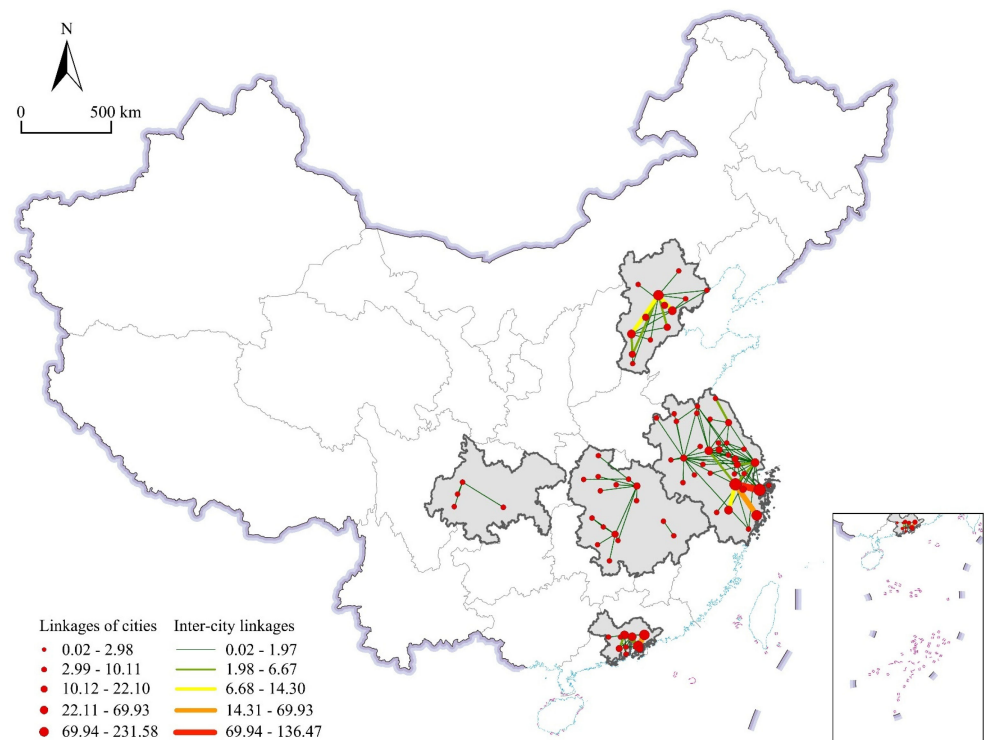 N
0 500 km
Linkages of cities Inter-city linkages
0.02 - 2.98 0.02 - 1.97
2.99 - 10.11 1.98 - 6.67
10.12 - 22.10 6.68 - 14.30
22.11 - 69.93 14.31 - 69.93
69.94 - 231.58 69.94 - 136.47